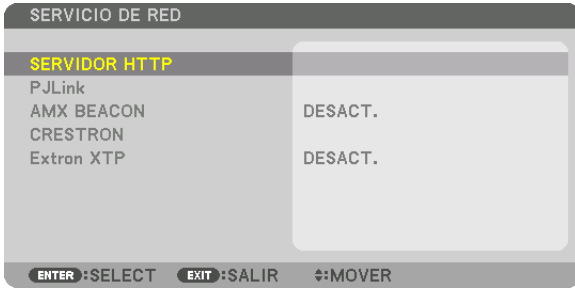 SERVICIO DE RED
SERVIDOR HTTP
PJLink
AMX BEACON DESACT.
CRESTRON
Extron XTP DESACT.
ENTER :SELECT EXIT :SALIR :MOVER